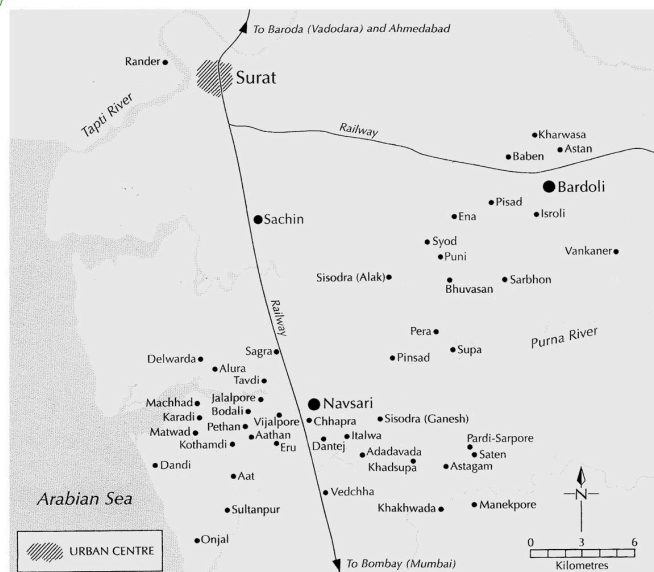 To Baroda (Vadodara) and Ahmedabad
Rander
Surat
Tapti River
Railway
Kharwasa
Astan
Baben
Bardoli
Pisad
Isroli
Ena
Sachin
Syod
Puni
Vankaner
Sisodra (Alak)
Bhuvasan
Sarbhon
Railway
Pera
Purna River
Supa
Pinsad
Sagra
Delwarda
Alura
Tavdi
Jalalpore
Machhad
Navsari
Bodali
Karadi
Vijalpore
Chhapra
Sisodra (Ganesh)
Pethan
Matwad
Aathan
Italwa
Kothamdi
Eru
Dantej
Pardi-Sarpore
Adadavada
Saten
Khadsupa
Astagam
Dandi
Aat
Vedchha
Arabian Sea
N
Sultanpur
Khakhwada
Manekpore
Onjal
URBAN CENTRE
0 3 6
Kilometres
To Bombay (Mumbai)